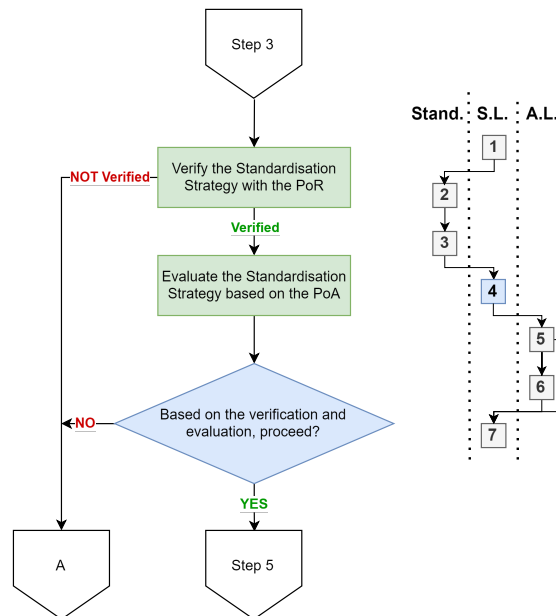 Step 3
NOT Verified
Verify the Standardisation
Strategy with the PoR
Verified
Evaluate the Standardisation
Strategy based on the PoA
Based on the verification and
evaluation, proceed?
NO
YES
A
Step 5
Stand. S.L. A.L.
1
2
3
4
5
6
7